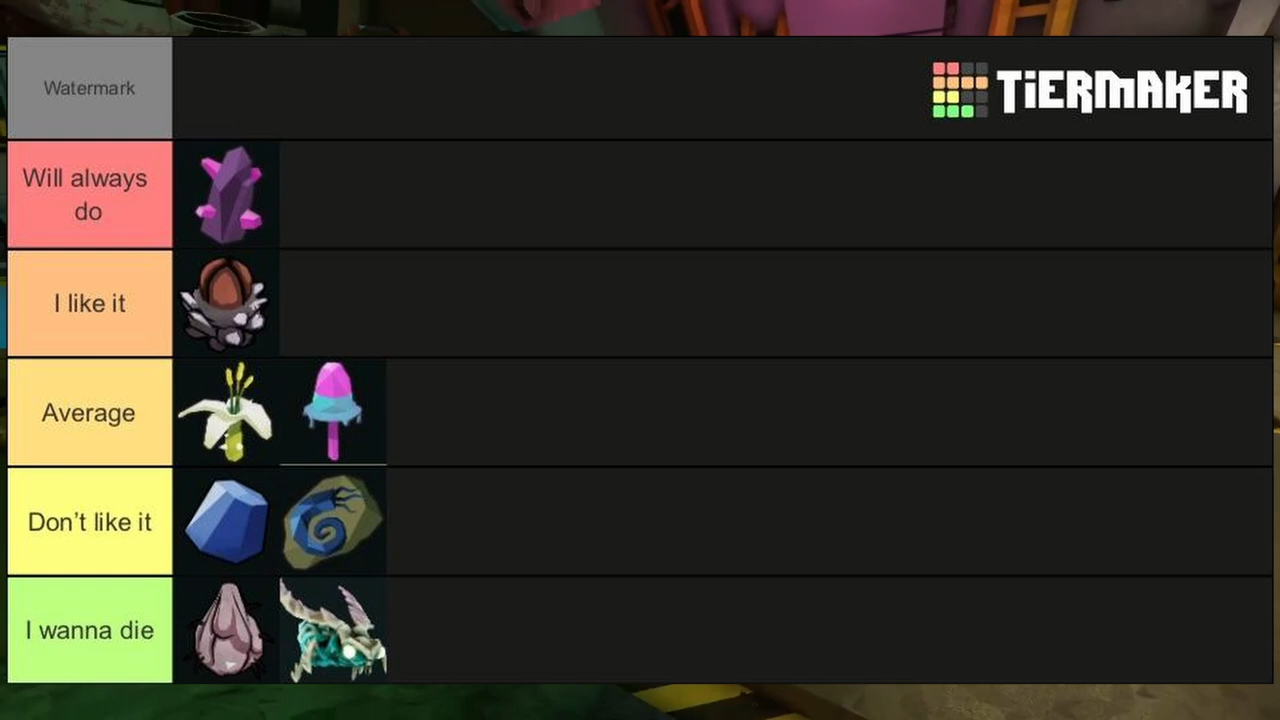 Watermark
TiERMAKER
Will always
do
I like it
Average
Don’t like it
I wanna die